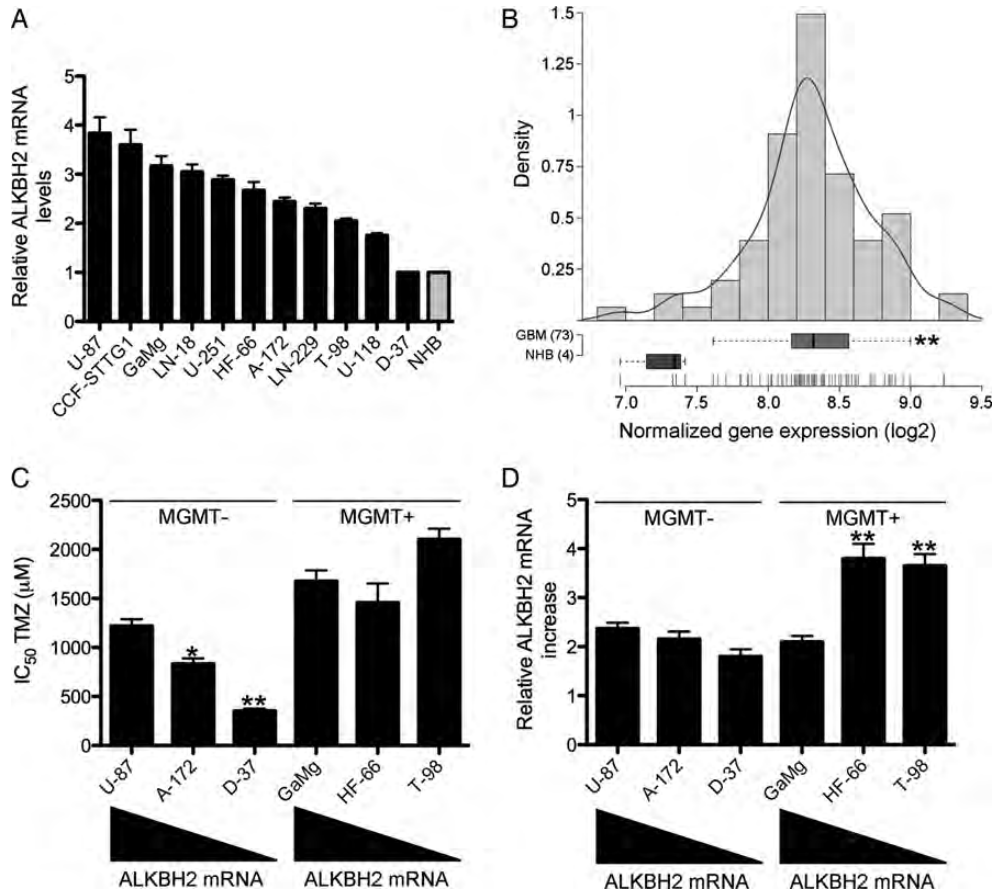 A
Relative ALKBH2 mRNA
levels
5
4
3
2
1
0
U-87
CCF-STTG1
GaMg
LN-18
U-251
HF-66
A-172
LN-229
T-98
U-118
D-37
NHB
B
Density
1.5
1.25
1
0.75
0.5
0.25
GBM (73)
NHB (4)
**
7.0 7.5 8.0 8.5 9.0 9.5
Normalized gene expression (log2)
C
IC50 TMZ (μM)
2500
2000
1500
1000
500
0
MGMT- MGMT+
*
**
U-87
A-172
D-37
GaMg
HF-66
T-98
ALKBH2 mRNA ALKBH2 mRNA
D
Relative ALKBH2 mRNA
increase
5
4
3
2
1
0
MGMT- MGMT+
** **
U-87
A-172
D-37
GaMg
HF-66
T-98
ALKBH2 mRNA ALKBH2 mRNA